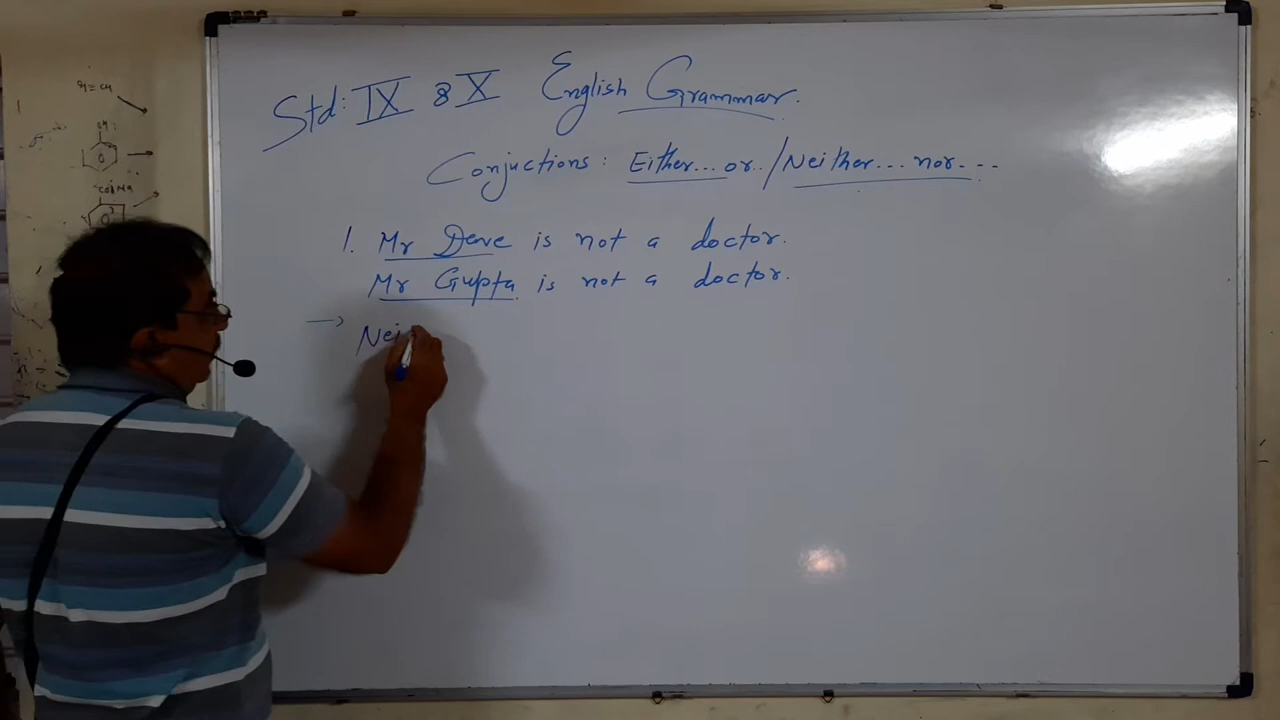 Std: IX & X English Grammar.
Conjuctions: Either...or../Neither...nor....
1. Mr Dave is not a doctor.
Mr Gupta is not a doctor.
→ Nei